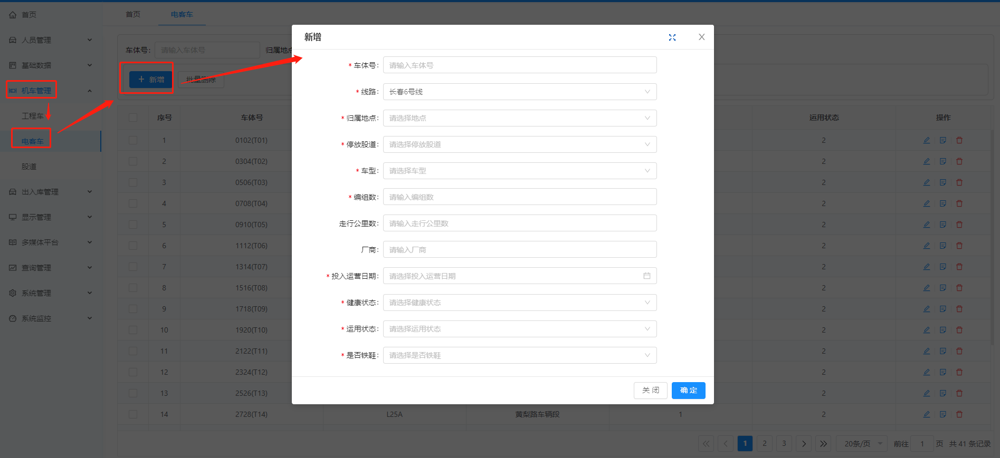 首页
人员管理
基础数据
机车管理
工程车
电客车
股道
出入库管理
显示管理
多媒体平台
查询管理
系统管理
系统监控
首页 电客车
车体号: 请输入车体号 归属地点
+ 新增 批量删除
序号 车体号 运用状态 操作
1 0102(T01) 2
2 0304(T02) 2
3 0506(T03) 2
4 0708(T04) 2
5 0910(T05) 2
6 1112(T06) 2
7 1314(T07) 2
8 1516(T08) 2
9 1718(T09) 2
10 1920(T10) 2
11 2122(T11) 2
12 2324(T12) 2
13 2526(T13) 2
14 2728(T14) L25A 黄梨路车辆段 1 2
1 2 3 20条/页 前往 1 页 共 41 条记录
新增
* 车体号: 请输入车体号
* 线路: 长春6号线
* 归属地点: 请选择地点
* 停放股道: 请选择停放股道
* 车型: 请选择车型
* 编组数: 请输入编组数
走行公里数: 请输入走行公里数
厂商: 请输入厂商
* 投入运营日期: 请选择投入运营日期
* 健康状态: 请选择健康状态
* 运用状态: 请选择运用状态
* 是否铁鞋: 请选择是否铁鞋
关 闭 确 定